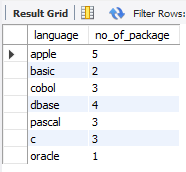 Result Grid Filter Rows:
language no_of_package
apple 5
basic 2
cobol 3
dbase 4
pascal 3
c 3
oracle 1